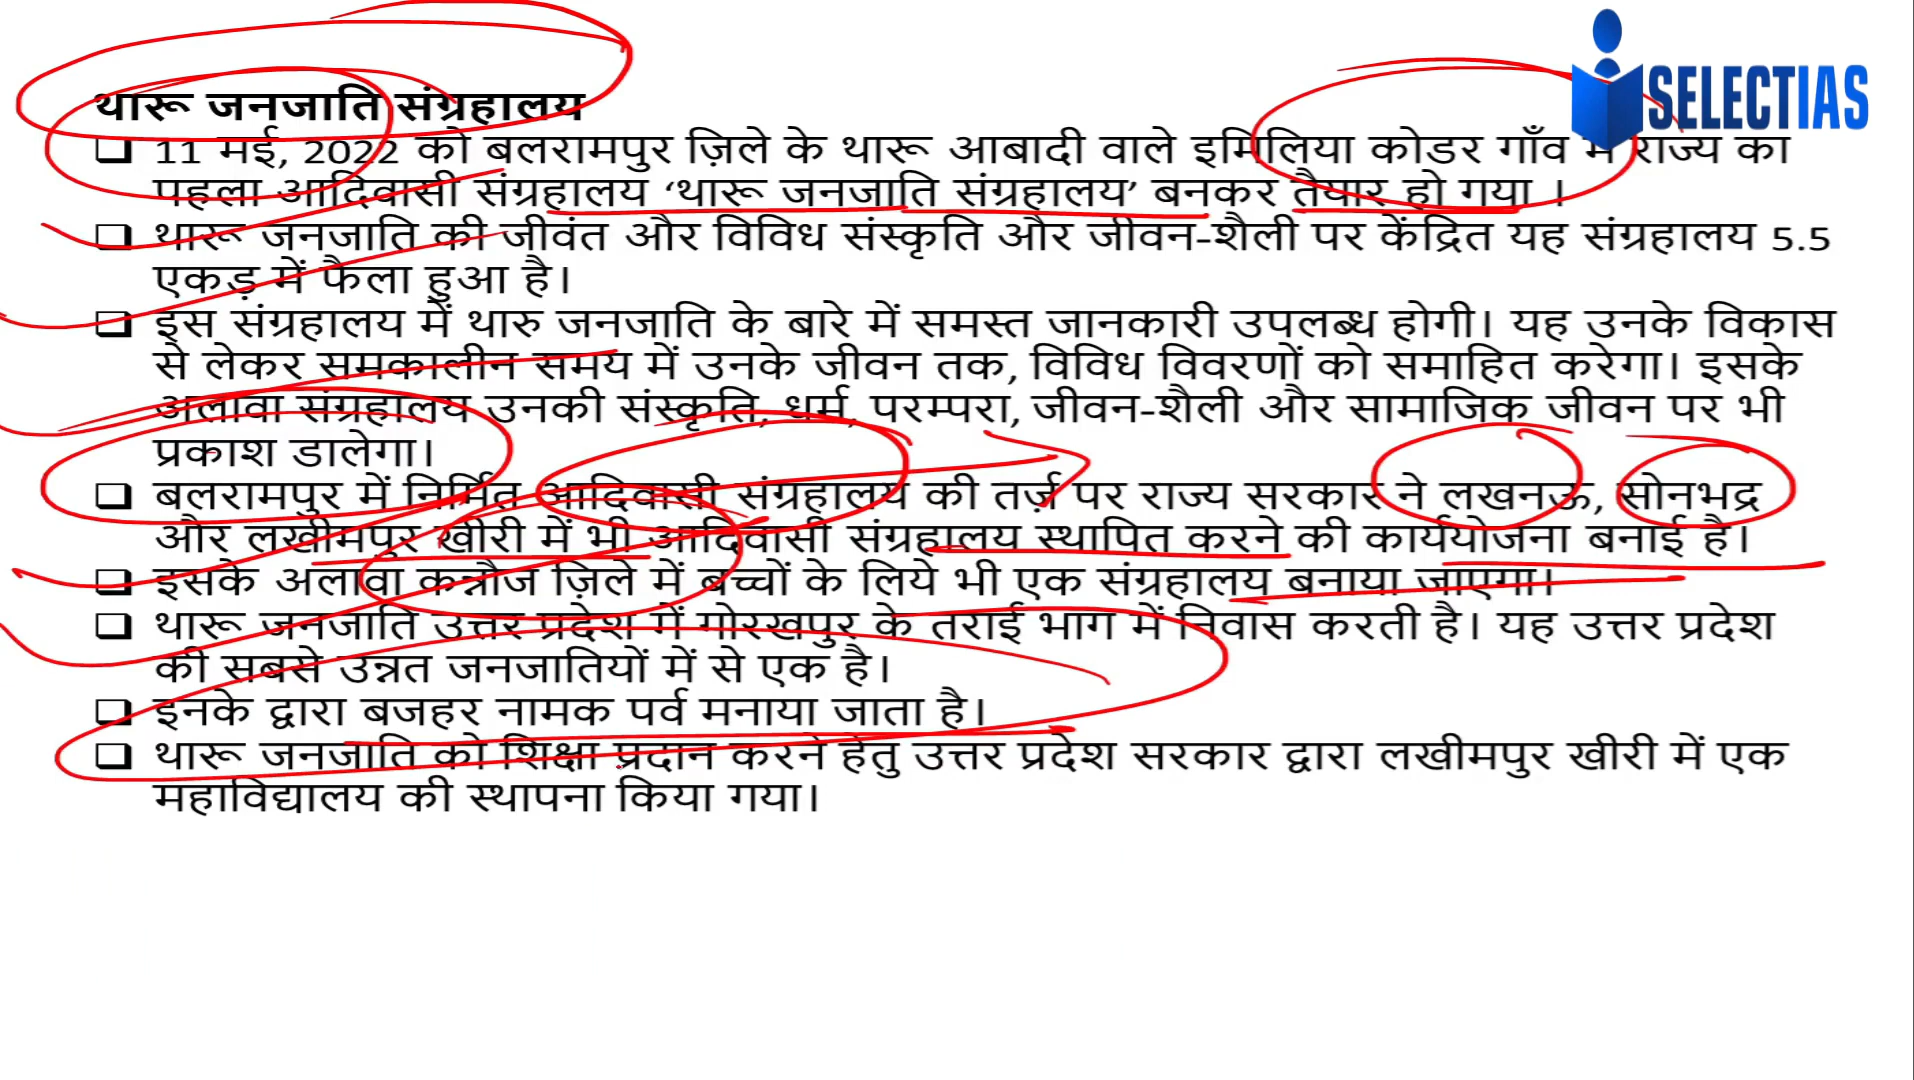 SELECTIAS
थारू जनजाति संग्रहालय
❑ 11 मई, 2022 को बलरामपुर ज़िले के थारू आबादी वाले इमिलिया कोडर गाँव में राज्य का
पहला आदिवासी संग्रहालय ‘थारू जनजाति संग्रहालय’ बनकर तैयार हो गया ।
❑ थारू जनजाति की जीवंत और विविध संस्कृति और जीवन-शैली पर केंद्रित यह संग्रहालय 5.5
एकड़ में फैला हुआ है।
❑ इस संग्रहालय में थारु जनजाति के बारे में समस्त जानकारी उपलब्ध होगी। यह उनके विकास
से लेकर समकालीन समय में उनके जीवन तक, विविध विवरणों को समाहित करेगा। इसके
अलावा संग्रहालय उनकी संस्कृति, धर्म, परम्परा, जीवन-शैली और सामाजिक जीवन पर भी
प्रकाश डालेगा।
❑ बलरामपुर में निर्मित आदिवासी संग्रहालय की तर्ज़ पर राज्य सरकार ने लखनऊ, सोनभद्र
और लखीमपुर खीरी में भी आदिवासी संग्रहालय स्थापित करने की कार्ययोजना बनाई है।
❑ इसके अलावा कन्नौज ज़िले में बच्चों के लिये भी एक संग्रहालय बनाया जाएगा।
❑ थारू जनजाति उत्तर प्रदेश में गोरखपुर के तराई भाग में निवास करती है। यह उत्तर प्रदेश
की सबसे उन्नत जनजातियों में से एक है।
❑ इनके द्वारा बजहर नामक पर्व मनाया जाता है।
❑ थारू जनजाति को शिक्षा प्रदान करने हेतु उत्तर प्रदेश सरकार द्वारा लखीमपुर खीरी में एक
महाविद्यालय की स्थापना किया गया।